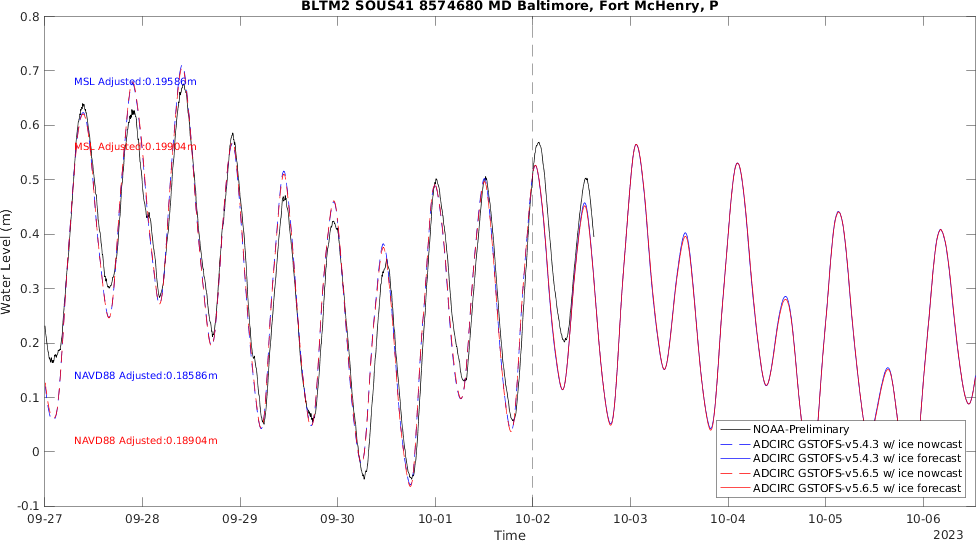 BLTM2 SOUS41 8574680 MD Baltimore, Fort McHenry, P
0.8
0.7
0.6
0.5
0.4
0.3
0.2
0.1
0
-0.1
Water Level (m)
MSL Adjusted:0.19586m
MSL Adjusted:0.19904m
NAVD88 Adjusted:0.18586m
NAVD88 Adjusted:0.18904m
NOAA-Preliminary
ADCIRC GSTOFS-v5.4.3 w/ ice nowcast
ADCIRC GSTOFS-v5.4.3 w/ ice forecast
ADCIRC GSTOFS-v5.6.5 w/ ice nowcast
ADCIRC GSTOFS-v5.6.5 w/ ice forecast
09-27 09-28 09-29 09-30 10-01 10-02 10-03 10-04 10-05 10-06
Time
2023